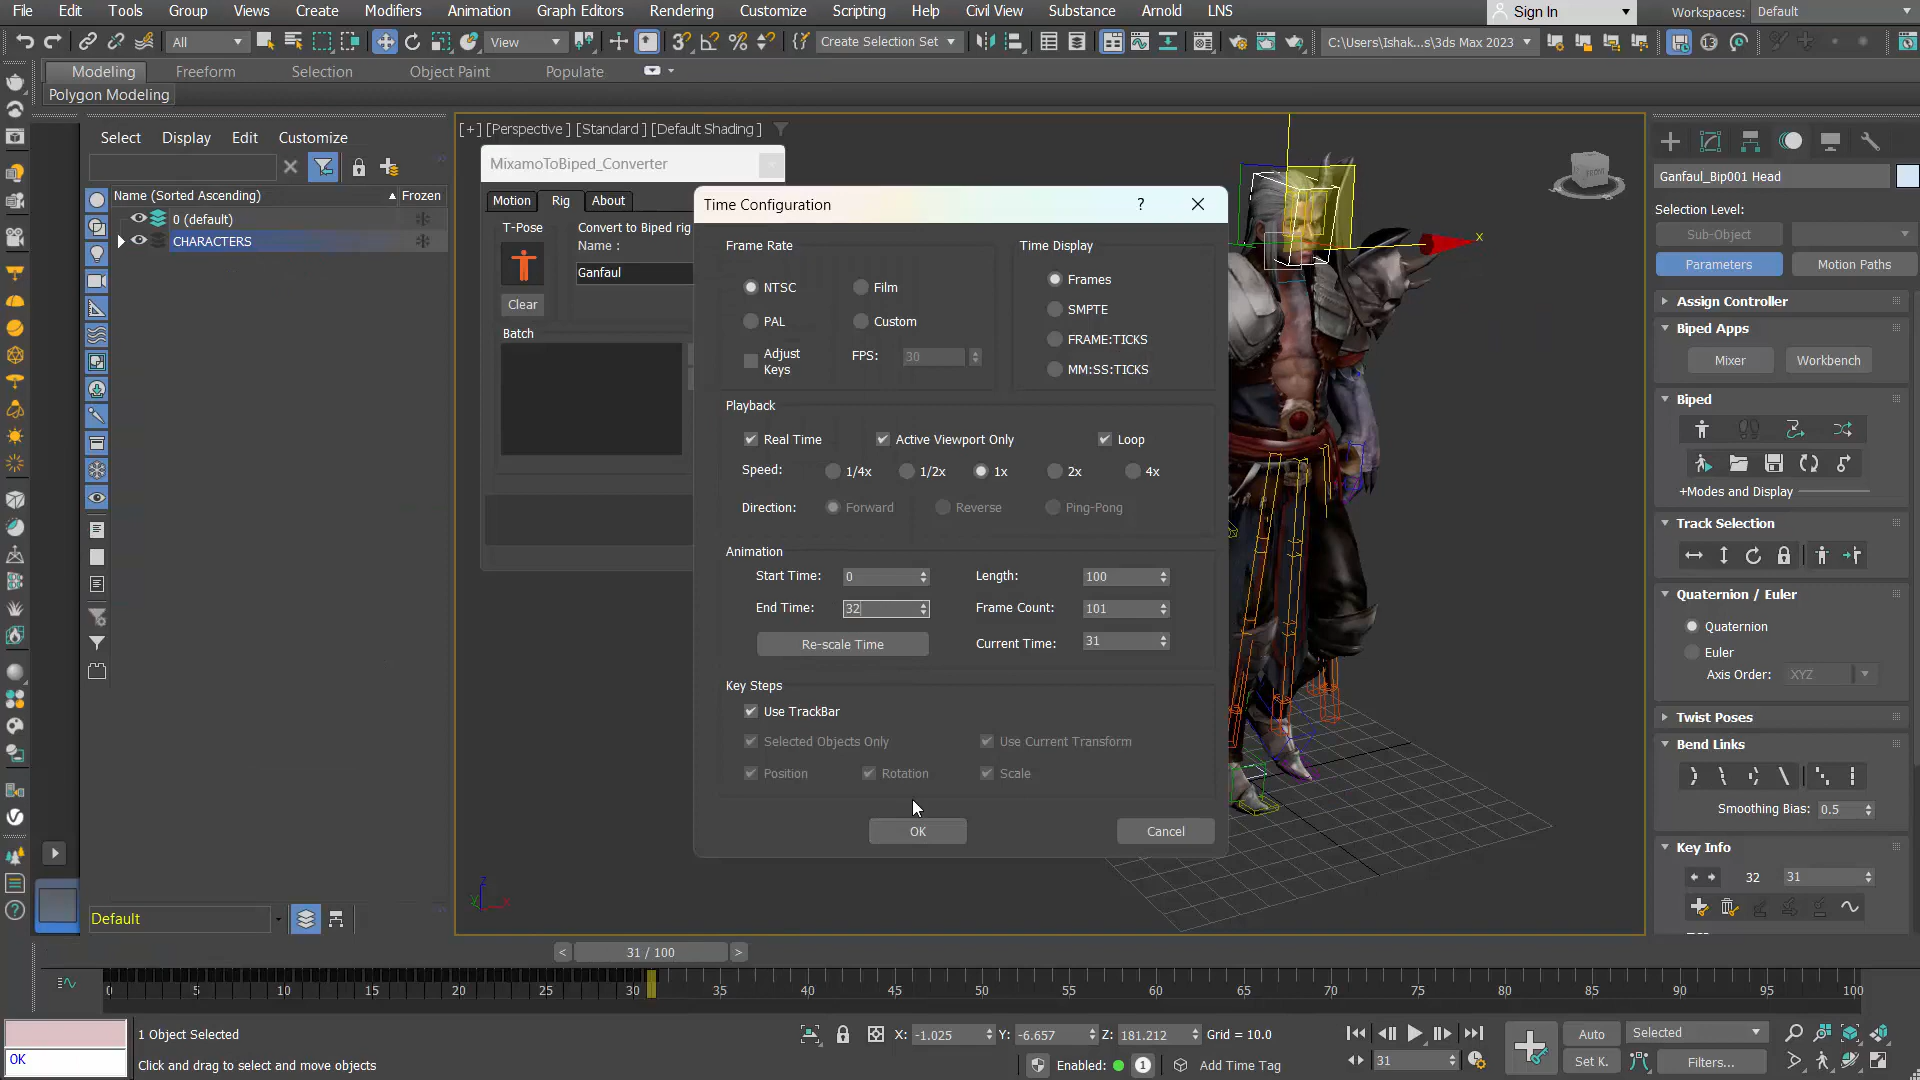 File Edit Tools Group Views Create Modifiers Animation Graph Editors Rendering Customize Scripting Help Civil View Substance Arnold LNS Sign In Workspaces: Default
All View Create Selection Set C:\Users\Ishak...s\3ds Max 2023
Modeling Freeform Selection Object Paint Populate
Polygon Modeling
Select Display Edit Customize
Name (Sorted Ascending) Frozen
0 (default)
CHARACTERS
Default
[+] [Perspective] [Standard] [Default Shading]
MixamoToBiped_Converter
Motion Rig About
T-Pose Convert to Biped rig
Name :
Ganfaul
Clear
Batch
Time Configuration ?
Frame Rate
NTSC Film
PAL Custom
Adjust Keys FPS: 30
Time Display
Frames
SMPTE
FRAME:TICKS
MM:SS:TICKS
Playback
Real Time Active Viewport Only Loop
Speed: 1/4x 1/2x 1x 2x 4x
Direction: Forward Reverse Ping-Pong
Animation
Start Time: 0 Length: 100
End Time: 32 Frame Count: 101
Re-scale Time Current Time: 31
Key Steps
Use TrackBar
Selected Objects Only Use Current Transform
Position Rotation Scale
OK Cancel
x
FRONT
z
y x
Ganfaul_Bip001 Head
Selection Level:
Sub-Object
Parameters Motion Paths
Assign Controller
Biped Apps
Mixer Workbench
Biped
+Modes and Display
Track Selection
Quaternion / Euler
Quaternion
Euler
Axis Order: XYZ
Twist Poses
Bend Links
Smoothing Bias: 0.5
Key Info
32 31
< 31 / 100 >
0 5 10 15 20 25 30 35 40 45 50 55 60 65 70 75 80 85 90 95 100
OK
1 Object Selected
Click and drag to select and move objects
X: -1.025 Y: -6.657 Z: 181.212 Grid = 10.0
Enabled: 1 Add Time Tag
31
Auto Selected
Set K. Filters...